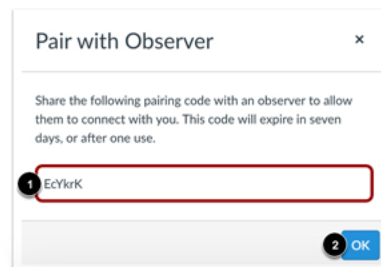 Pair with Observer ×
Share the following pairing code with an observer to allow
them to connect with you. This code will expire in seven
days, or after one use.
1 EcYkrK
2 OK